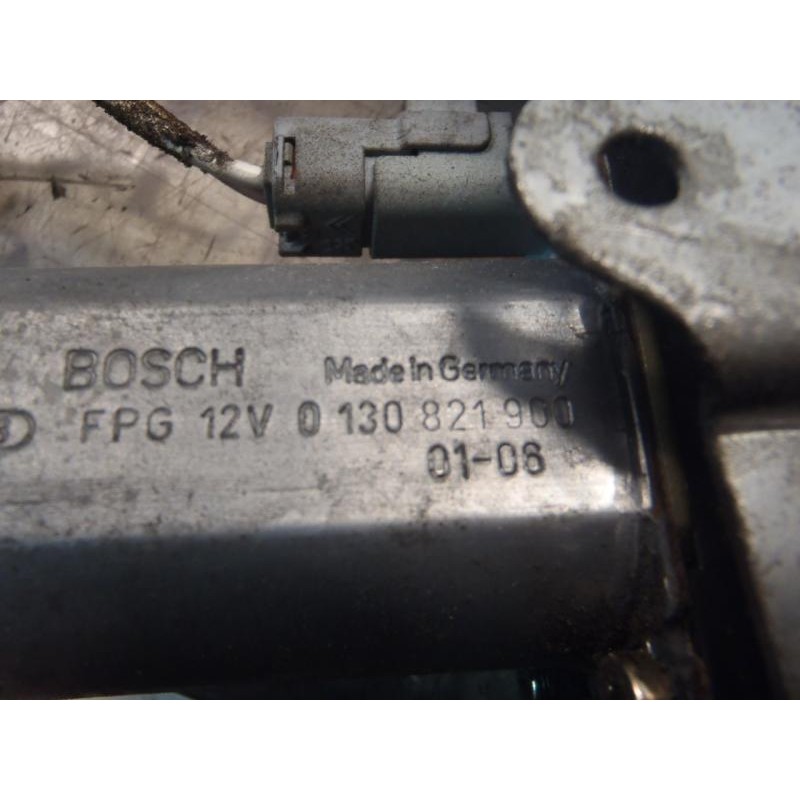 BOSCH Made in Germany
FPG 12V 0 130 821 900
01-06